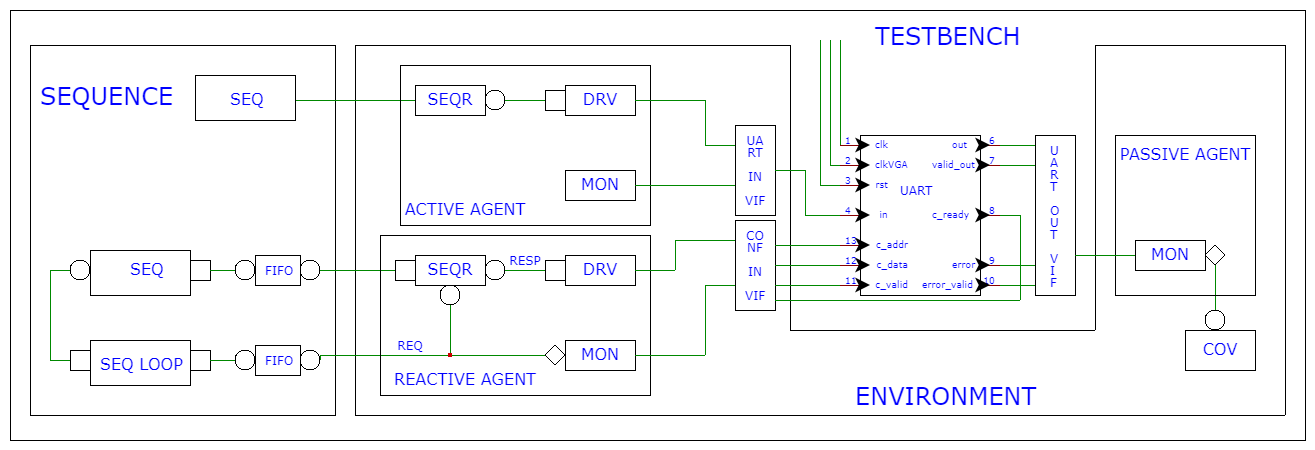 TESTBENCH
SEQUENCE
SEQ
SEQR
DRV
MON
ACTIVE AGENT
UA
RT
IN
VIF
1
clk
2
clkVGA
3
rst
UART
4
in
13
c_addr
12
c_data
11
c_valid
out
6
valid_out
7
c_ready
8
error
9
error_valid
10
U
A
R
T
O
U
T
V
I
F
PASSIVE AGENT
MON
COV
SEQ
FIFO
SEQR
RESP
DRV
CO
NF
IN
VIF
SEQ LOOP
FIFO
REQ
MON
REACTIVE AGENT
ENVIRONMENT